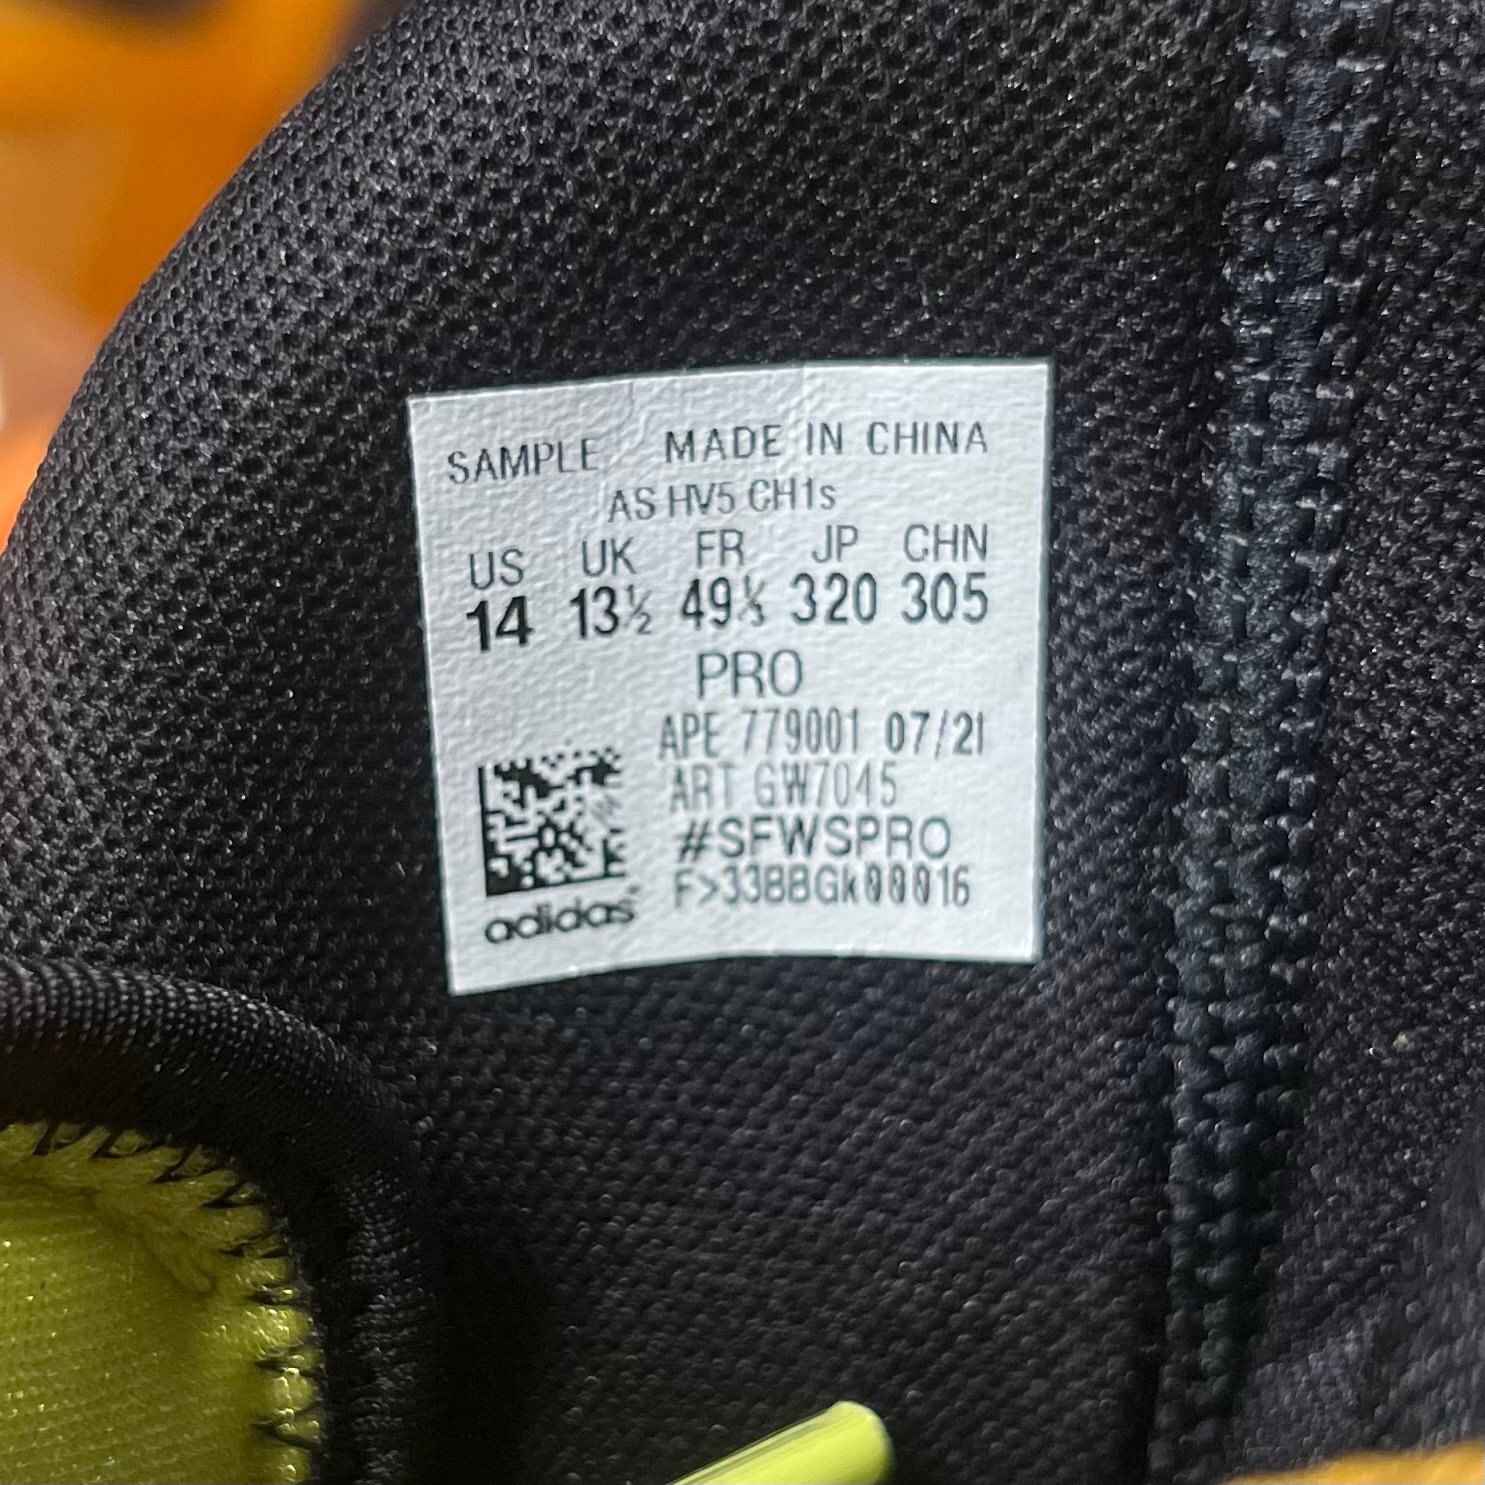 SAMPLE MADE IN CHINA
AS HV5 CH1s
US UK FR JP CHN
14 13½ 49⅓ 320 305
PRO
APE 779001 07/21
ART GW7045
#SFWSPRO
F>33BBGk00016
adidas